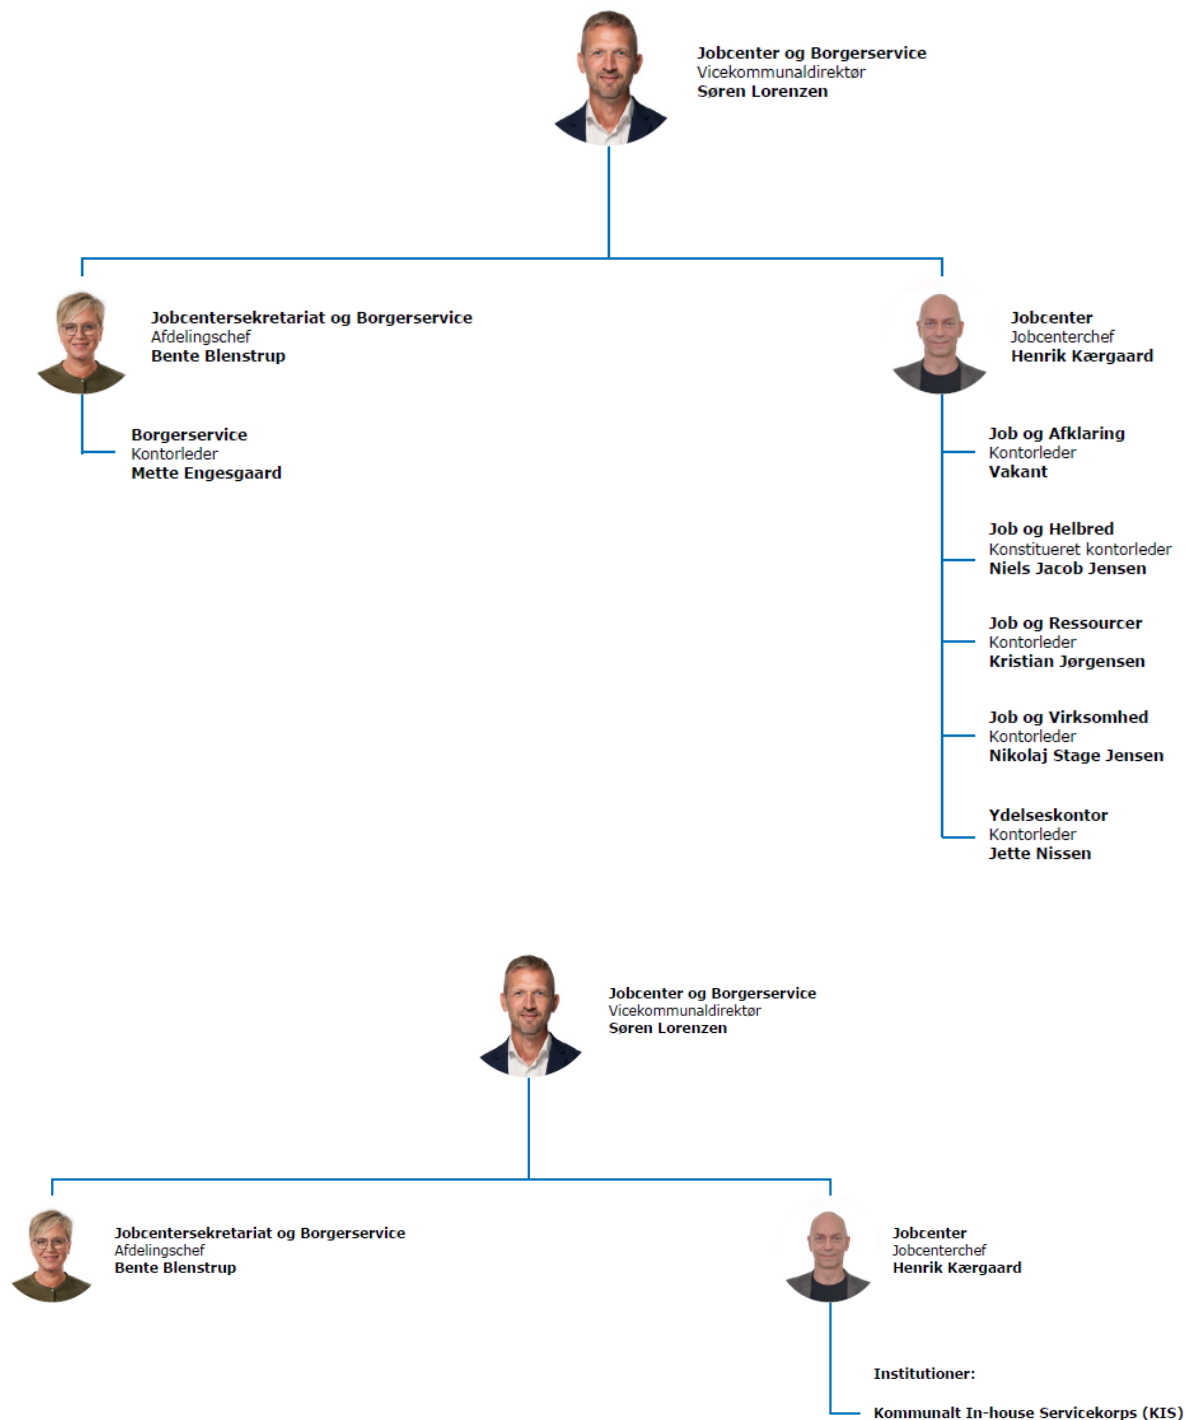 Jobcenter og Borgerservice
Vicekommunaldirektør
Søren Lorenzen
Jobcentersekretariat og Borgerservice
Afdelingschef
Bente Blenstrup
Jobcenter
Jobcenterchef
Henrik Kærgaard
Borgerservice
Kontorleder
Mette Engesgaard
Job og Afklaring
Kontorleder
Vakant
Job og Helbred
Konstitueret kontorleder
Niels Jacob Jensen
Job og Ressourcer
Kontorleder
Kristian Jørgensen
Job og Virksomhed
Kontorleder
Nikolaj Stage Jensen
Ydelseskontor
Kontorleder
Jette Nissen
Jobcenter og Borgerservice
Vicekommunaldirektør
Søren Lorenzen
Jobcentersekretariat og Borgerservice
Afdelingschef
Bente Blenstrup
Jobcenter
Jobcenterchef
Henrik Kærgaard
Institutioner:
Kommunalt In-house Servicekorps (KIS)